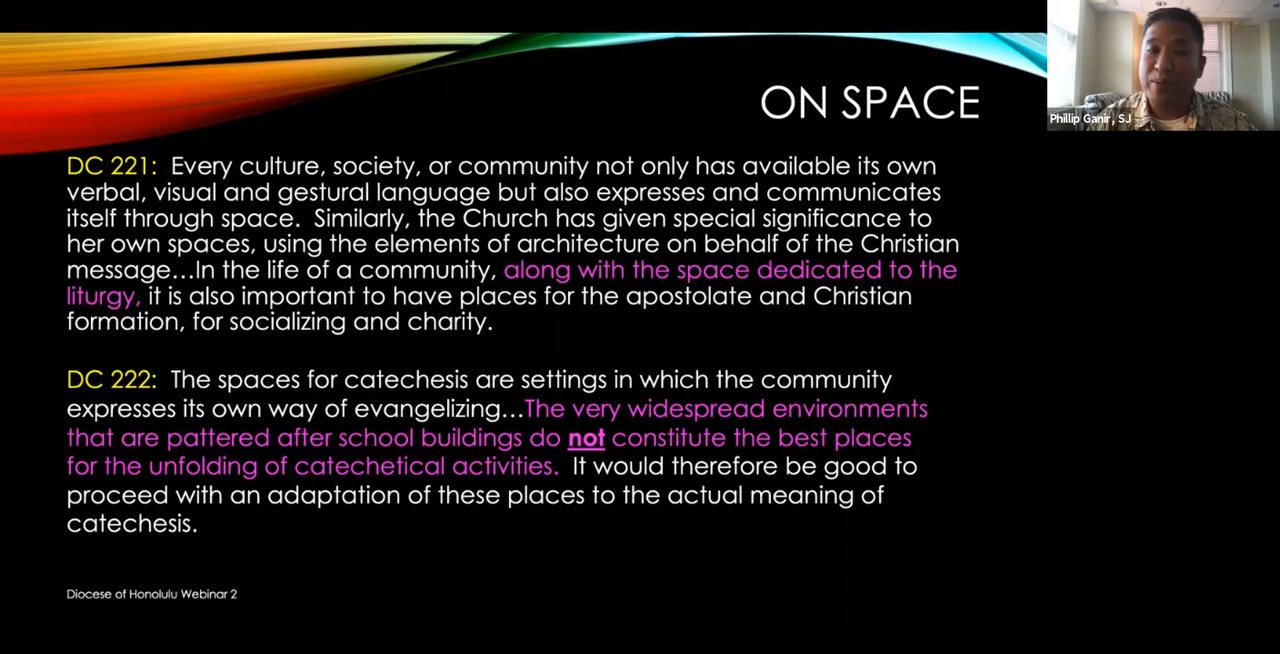 ON SPACE
Phillip Ganir, SJ
DC 221: Every culture, society, or community not only has available its own
verbal, visual and gestural language but also expresses and communicates
itself through space. Similarly, the Church has given special significance to
her own spaces, using the elements of architecture on behalf of the Christian
message…In the life of a community, along with the space dedicated to the
liturgy, it is also important to have places for the apostolate and Christian
formation, for socializing and charity.
DC 222: The spaces for catechesis are settings in which the community
expresses its own way of evangelizing…The very widespread environments
that are pattered after school buildings do not constitute the best places
for the unfolding of catechetical activities. It would therefore be good to
proceed with an adaptation of these places to the actual meaning of
catechesis.
Diocese of Honolulu Webinar 2